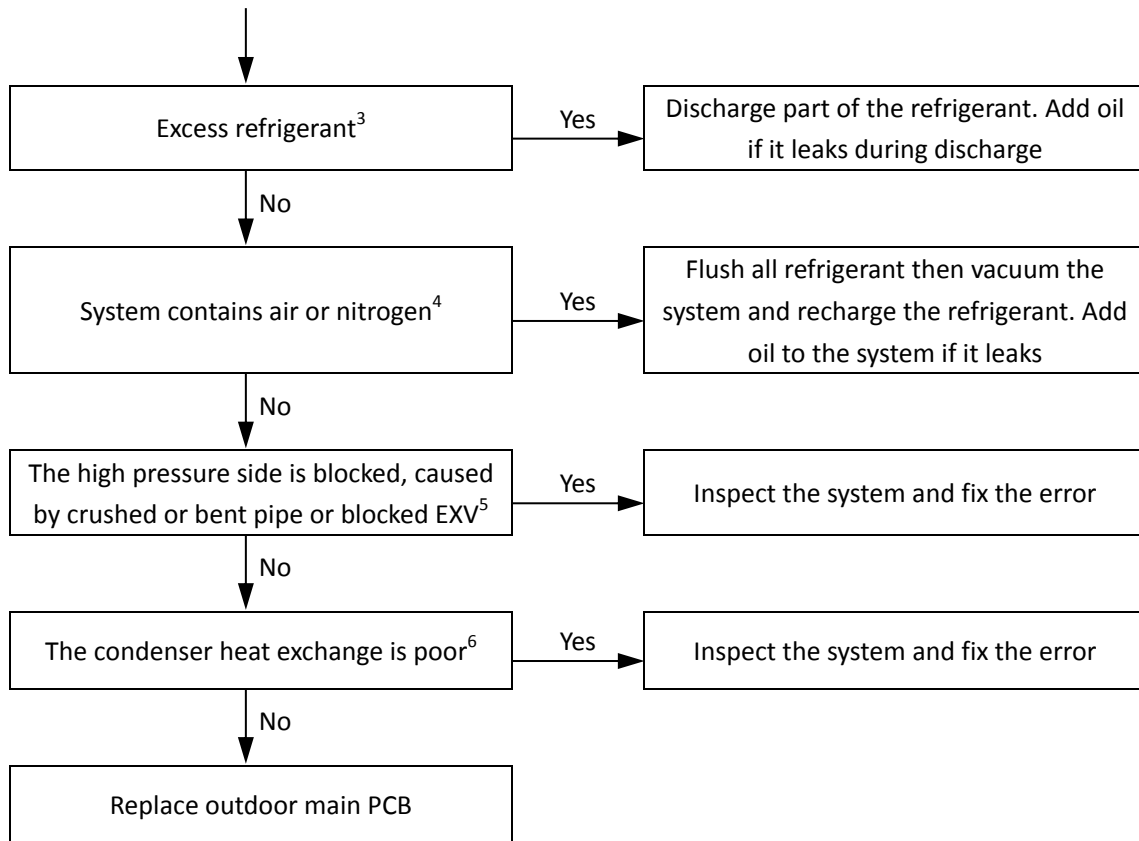 Excess refrigerant3
Yes
Discharge part of the refrigerant. Add oil
if it leaks during discharge
No
System contains air or nitrogen4
Yes
Flush all refrigerant then vacuum the
system and recharge the refrigerant. Add
oil to the system if it leaks
No
The high pressure side is blocked, caused
by crushed or bent pipe or blocked EXV5
Yes
Inspect the system and fix the error
No
The condenser heat exchange is poor6
Yes
Inspect the system and fix the error
No
Replace outdoor main PCB